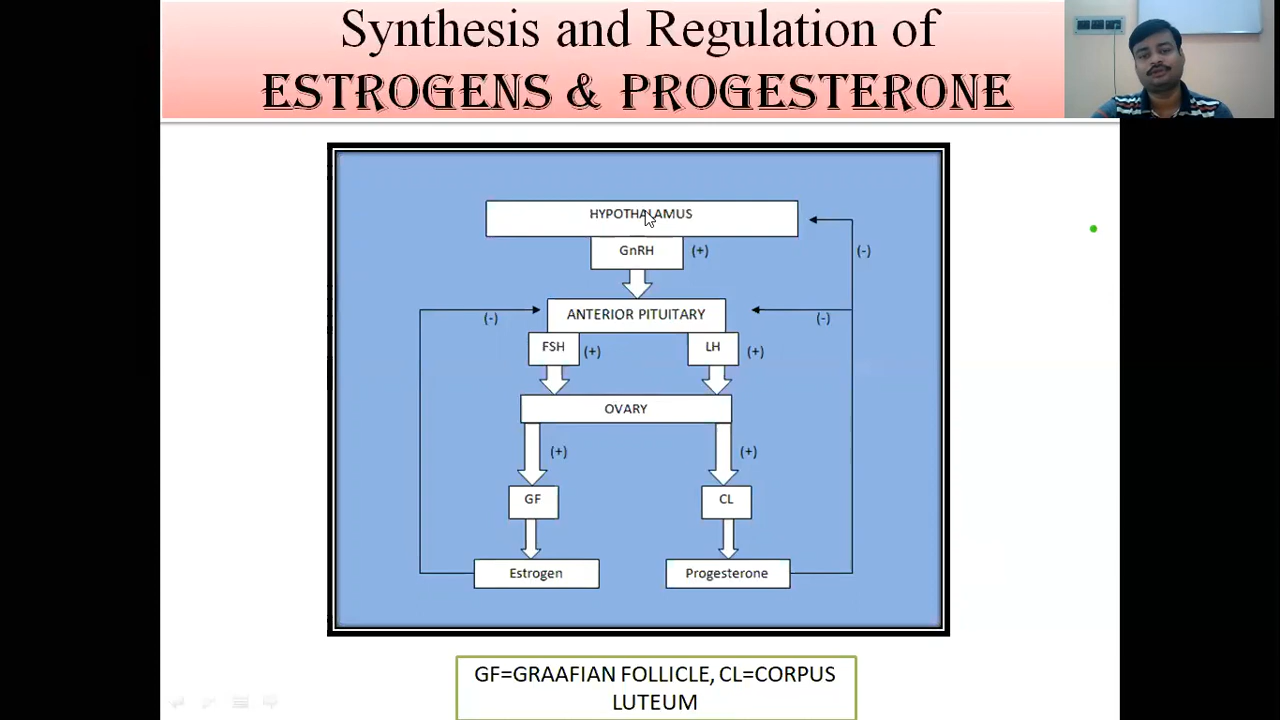 Synthesis and Regulation of
ESTROGENS & PROGESTERONE
HYPOTHALAMUS
GnRH (+)
(-)
ANTERIOR PITUITARY
(-)
(-)
FSH (+)
LH (+)
OVARY
(+)
(+)
GF
CL
Estrogen
Progesterone
GF=GRAAFIAN FOLLICLE, CL=CORPUS
LUTEUM